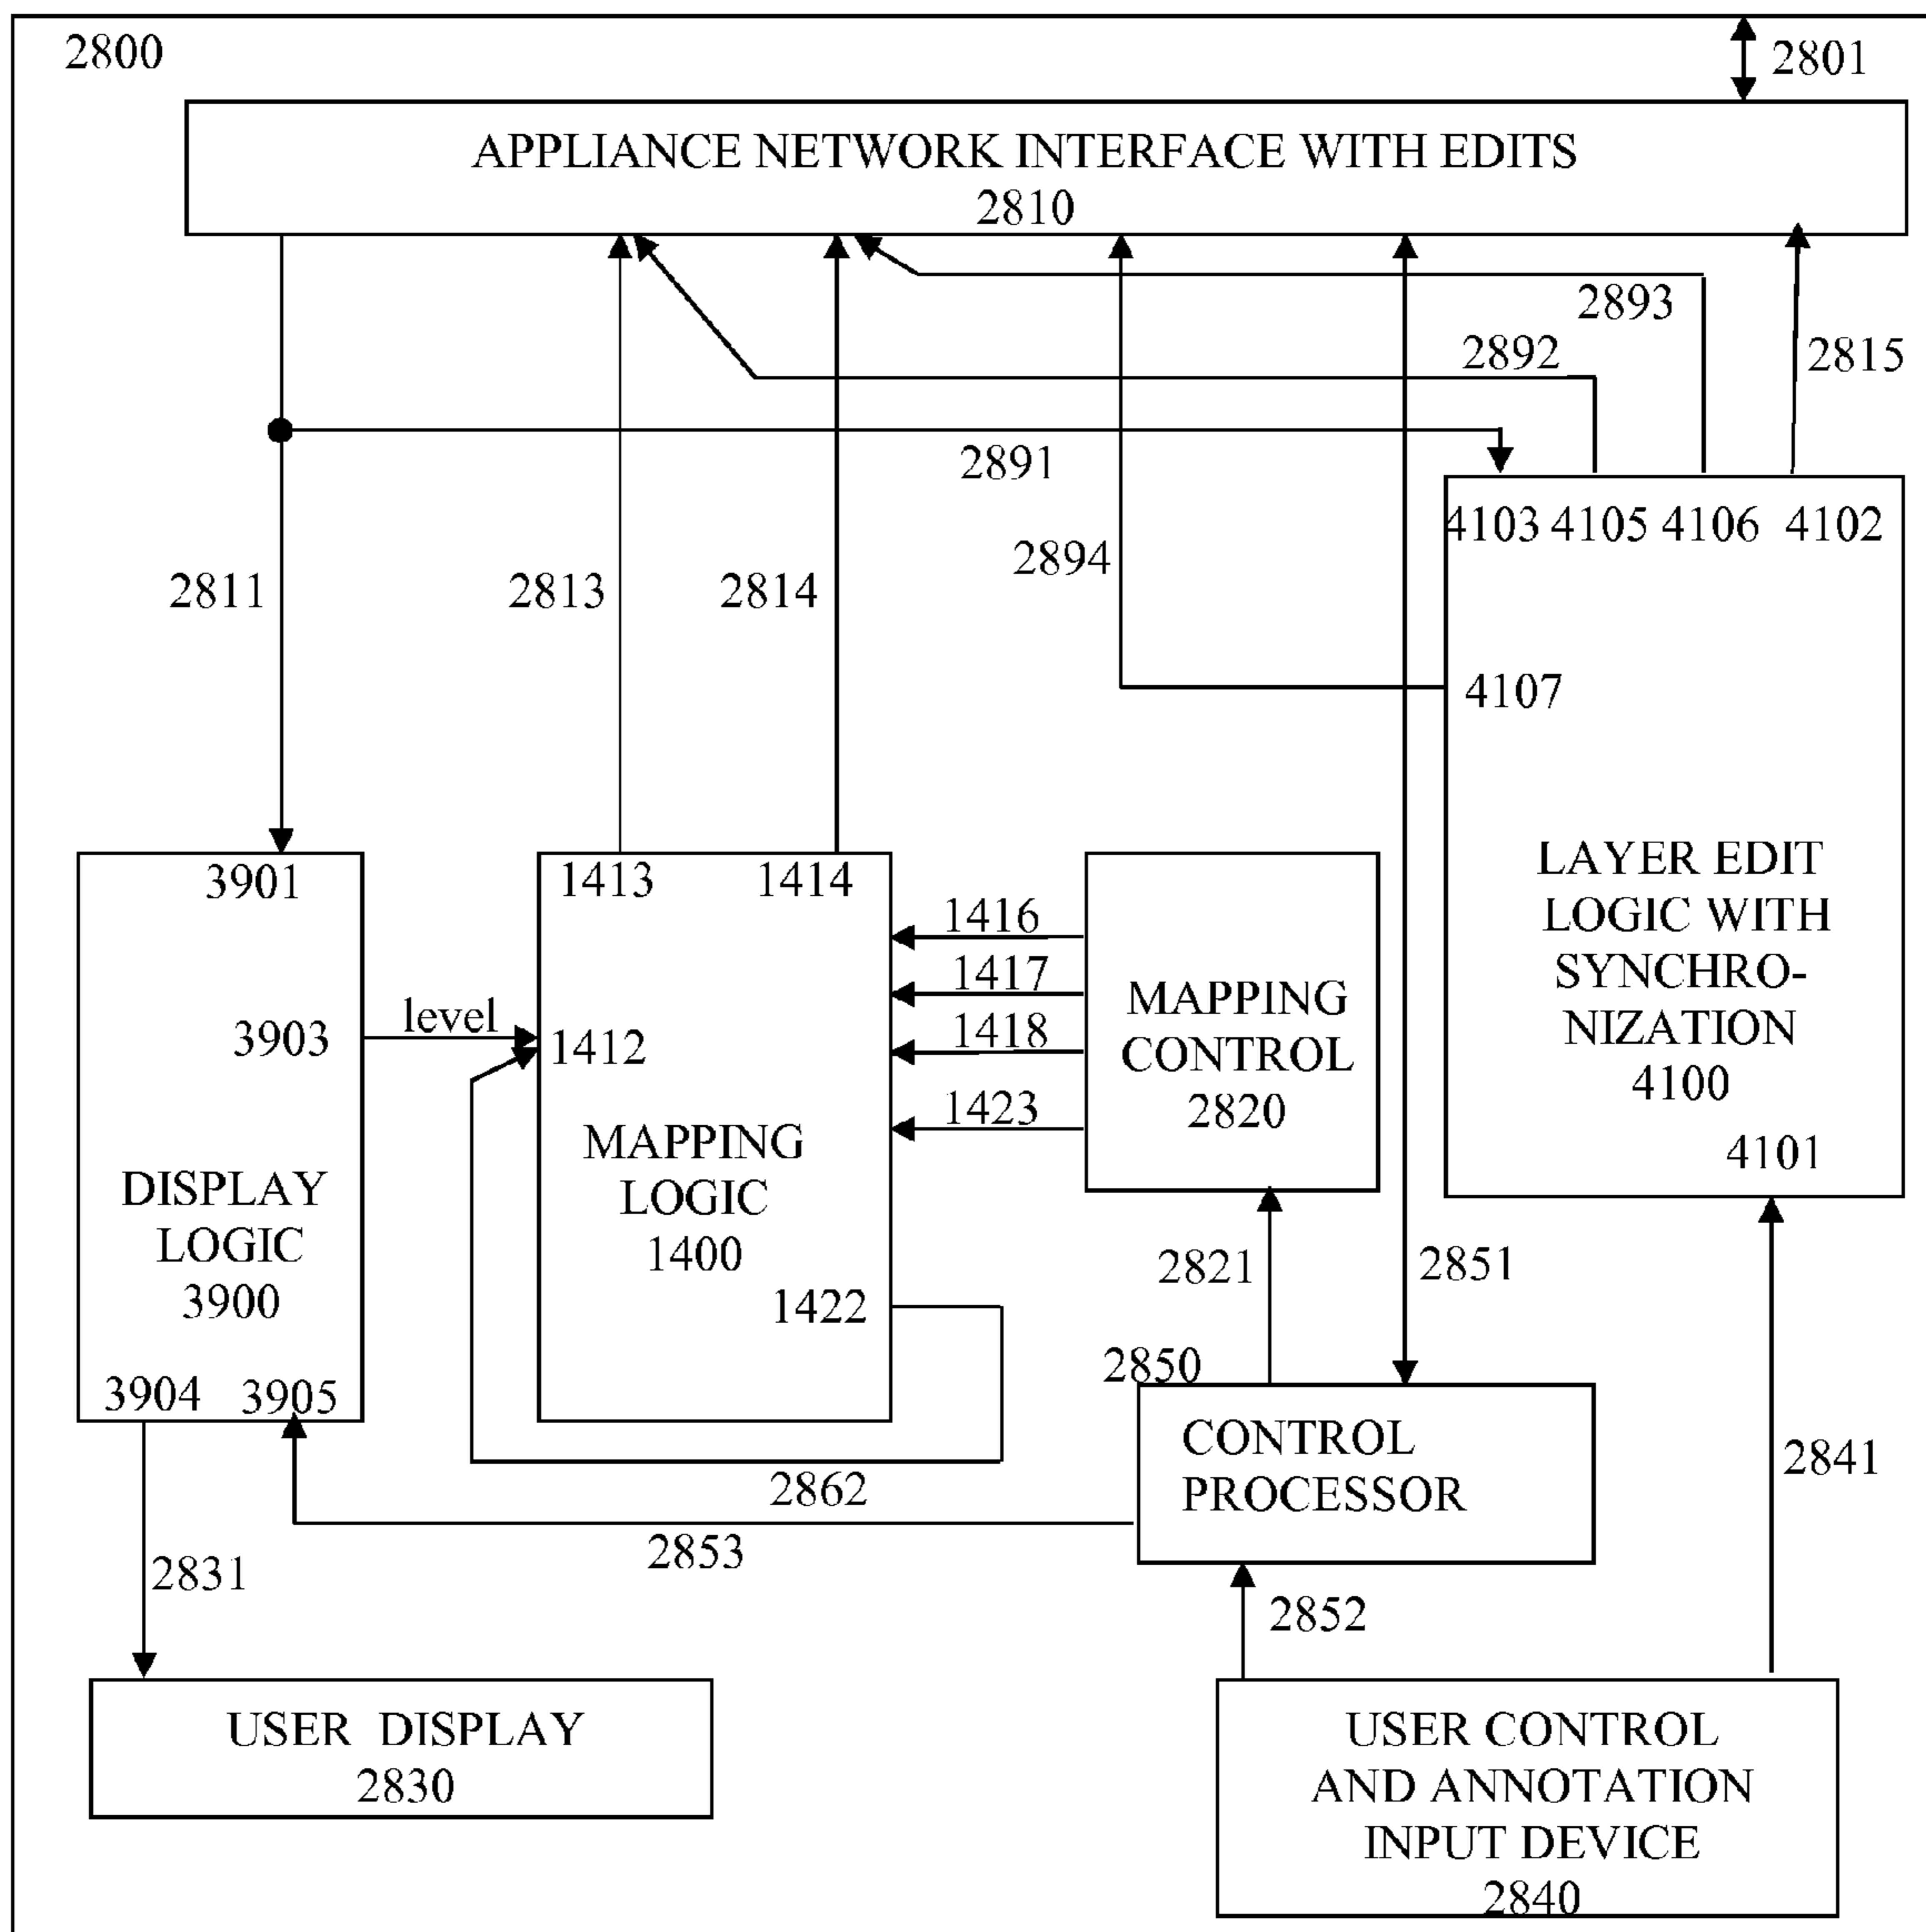 2800
2801
APPLIANCE NETWORK INTERFACE WITH EDITS
2810
2893
2892
2815
2891
4103 4105 4106 4102
2894
2811
2813
2814
4107
3901
1413
1414
LAYER EDIT
LOGIC WITH
SYNCHRO-
NIZATION
4100
4101
1416
1417
1418
1423
MAPPING
CONTROL
2820
level
3903
1412
MAPPING
LOGIC
1400
1422
DISPLAY
LOGIC
3900
3904
3905
2821
2851
2850
CONTROL
PROCESSOR
2841
2862
2853
2831
2852
USER DISPLAY
2830
USER CONTROL
AND ANNOTATION
INPUT DEVICE
2840